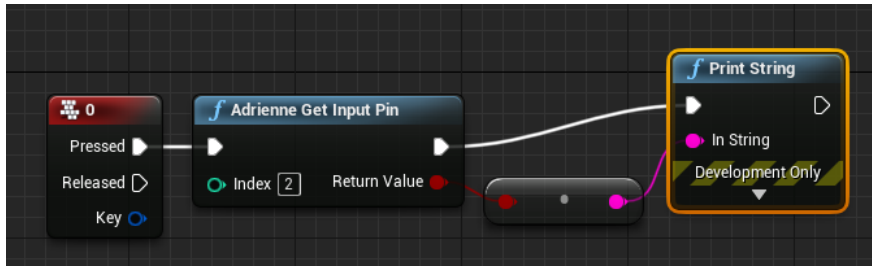 0
Pressed
Released
Key
f Adrienne Get Input Pin
Index 2 Return Value
f Print String
In String
Development Only